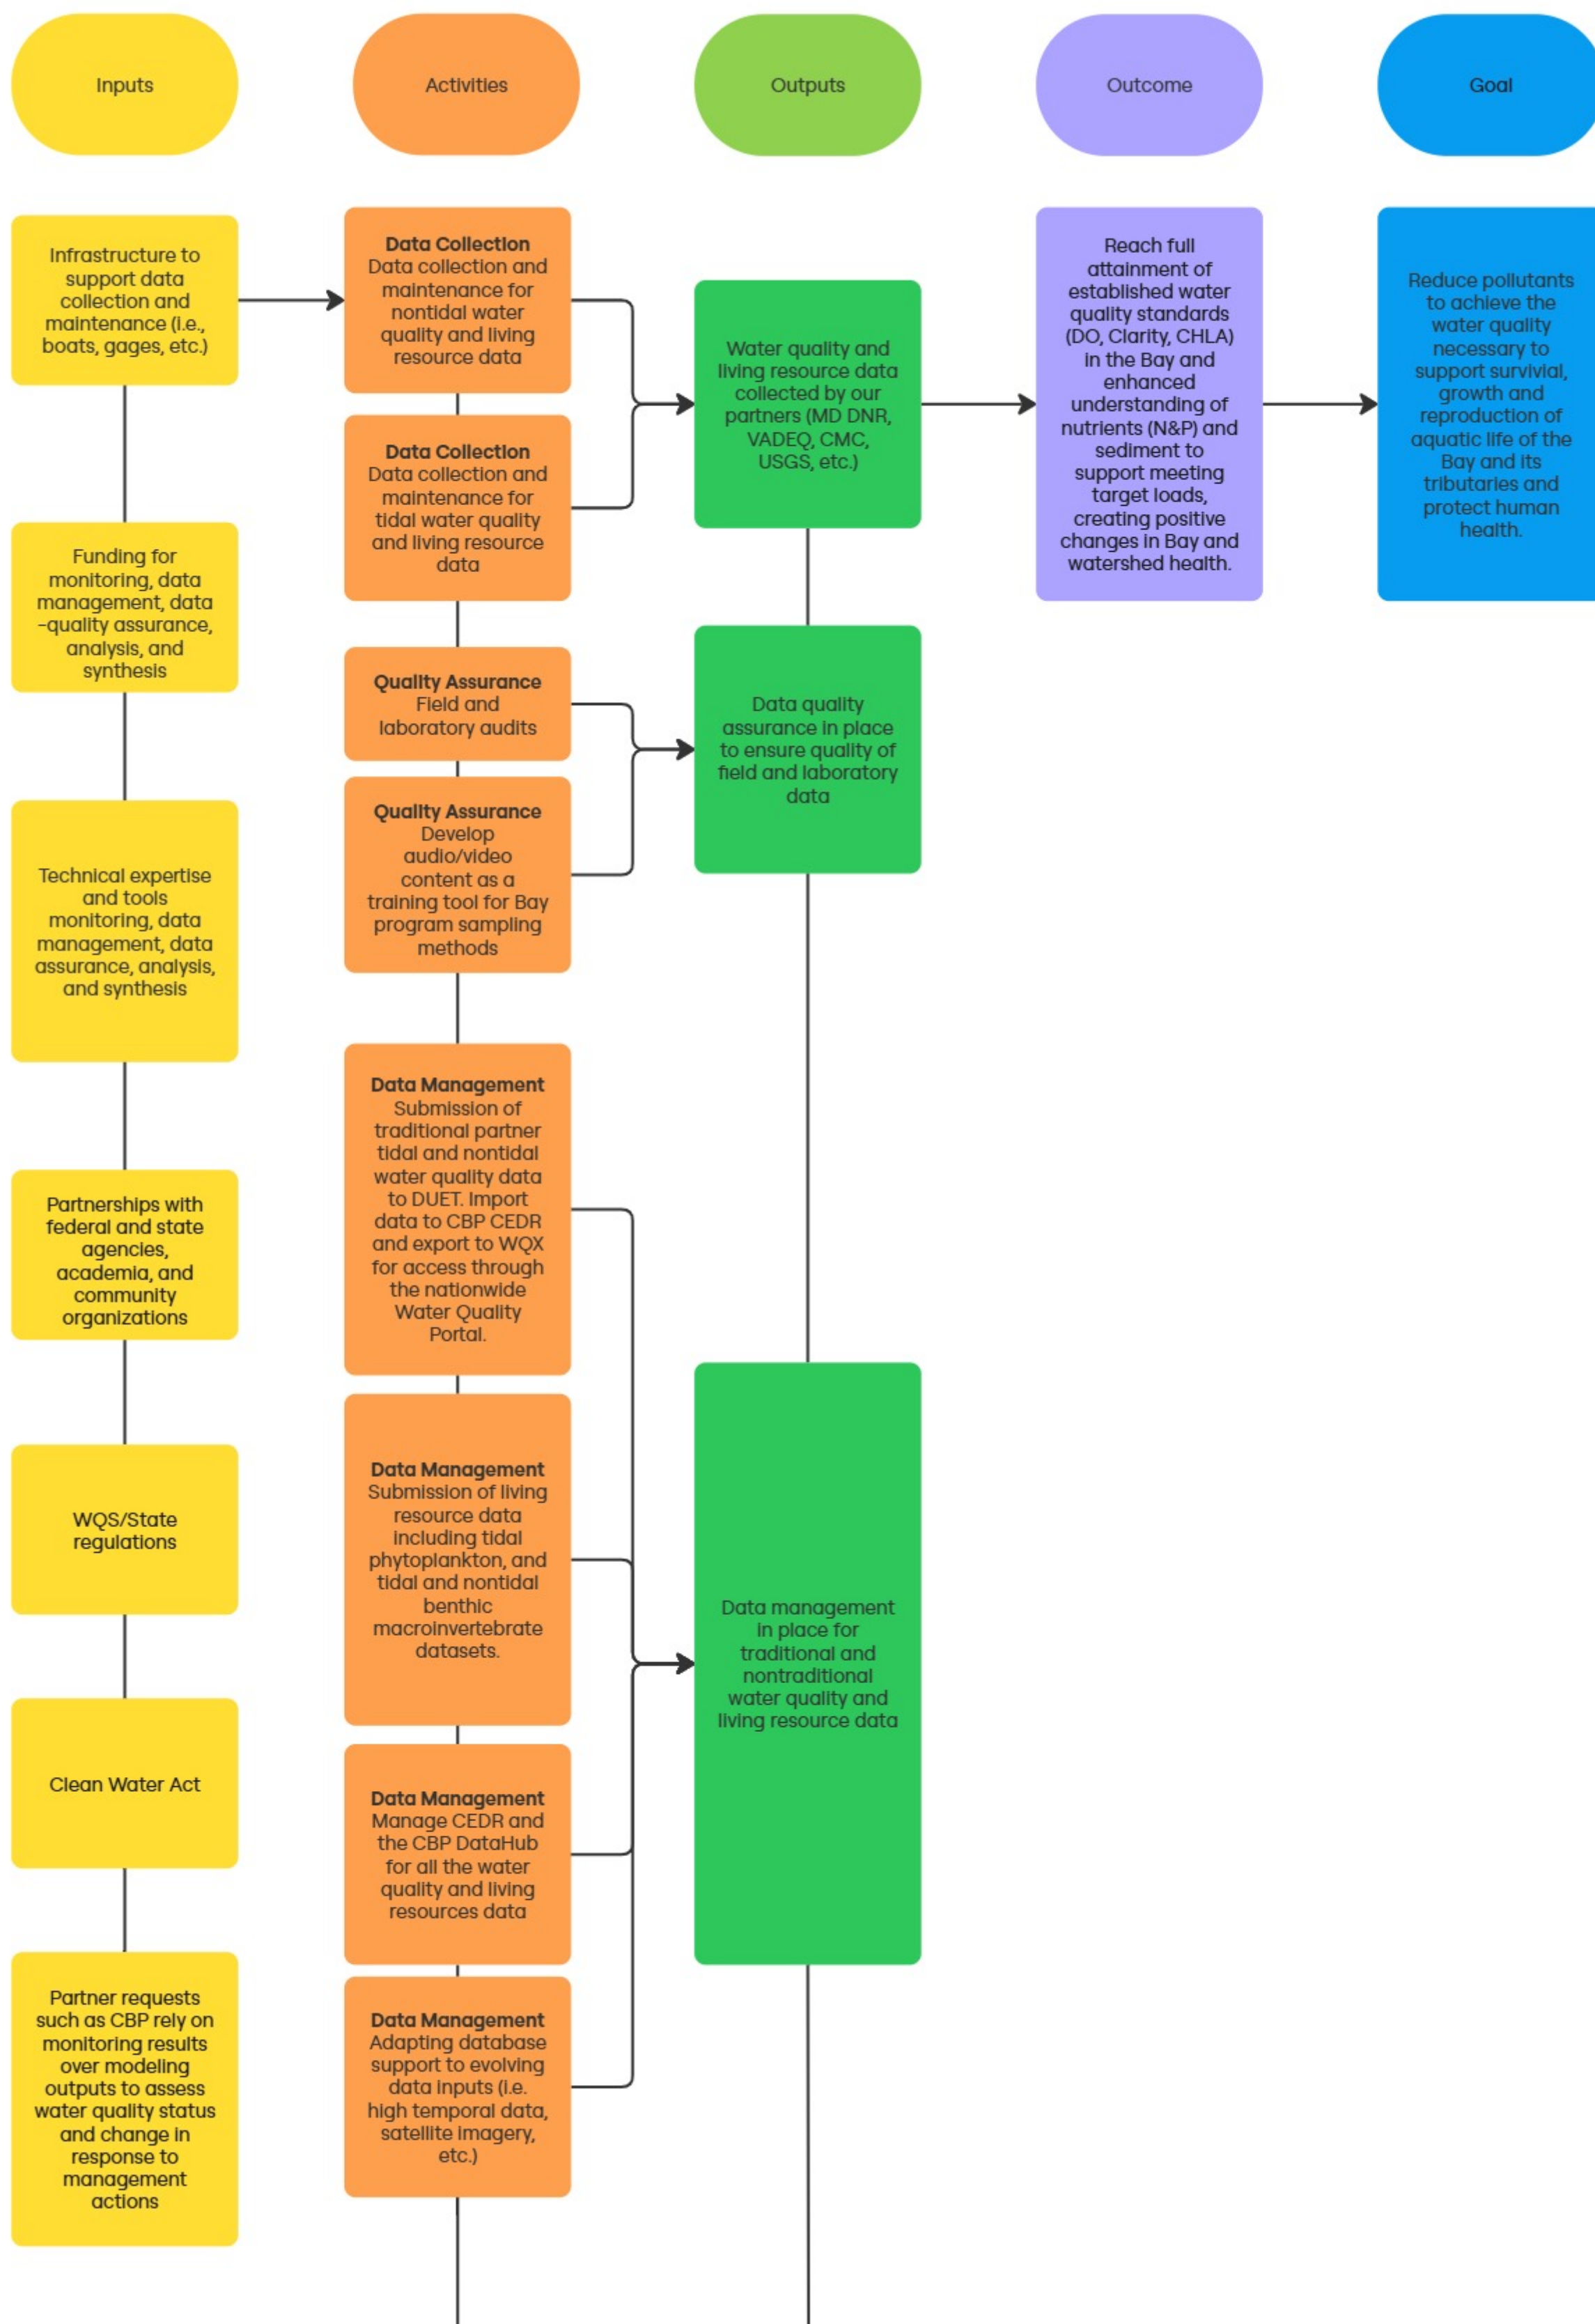 Inputs
Activities
Outputs
Outcome
Goal
Infrastructure to
support data
collection and
maintenance (i.e.,
boats, gages, etc.)
Funding for
monitoring, data
management, data
-quality assurance,
analysis, and
synthesis
Technical expertise
and tools
monitoring, data
management, data
assurance, analysis,
and synthesis
Partnerships with
federal and state
agencies,
academia, and
community
organizations
WQS/State
regulations
Clean Water Act
Partner requests
such as CBP rely on
monitoring results
over modeling
outputs to assess
water quality status
and change in
response to
management
actions
Data Collection
Data collection and
maintenance for
nontidal water
quality and living
resource data
Data Collection
Data collection and
maintenance for
tidal water quality
and living resource
data
Quality Assurance
Field and
laboratory audits
Quality Assurance
Develop
audio/video
content as a
training tool for Bay
program sampling
methods
Data Management
Submission of
traditional partner
tidal and nontidal
water quality data
to DUET. Import
data to CBP CEDR
and export to WQX
for access through
the nationwide
Water Quality
Portal.
Data Management
Submission of living
resource data
including tidal
phytoplankton, and
tidal and nontidal
benthic
macroinvertebrate
datasets.
Data Management
Manage CEDR and
the CBP DataHub
for all the water
quality and living
resources data
Data Management
Adapting database
support to evolving
data inputs (i.e.
high temporal data,
satellite imagery,
etc.)
Water quality and
living resource data
collected by our
partners (MD DNR,
VADEQ, CMC,
USGS, etc.)
Data quality
assurance in place
to ensure quality of
field and laboratory
data
Data management
in place for
traditional and
nontraditional
water quality and
living resource data
Reach full
attainment of
established water
quality standards
(DO, Clarity, CHLA)
in the Bay and
enhanced
understanding of
nutrients (N&P) and
sediment to
support meeting
target loads,
creating positive
changes in Bay and
watershed health.
Reduce pollutants
to achieve the
water quality
necessary to
support survivial,
growth and
reproduction of
aquatic life of the
Bay and its
tributaries and
protect human
health.